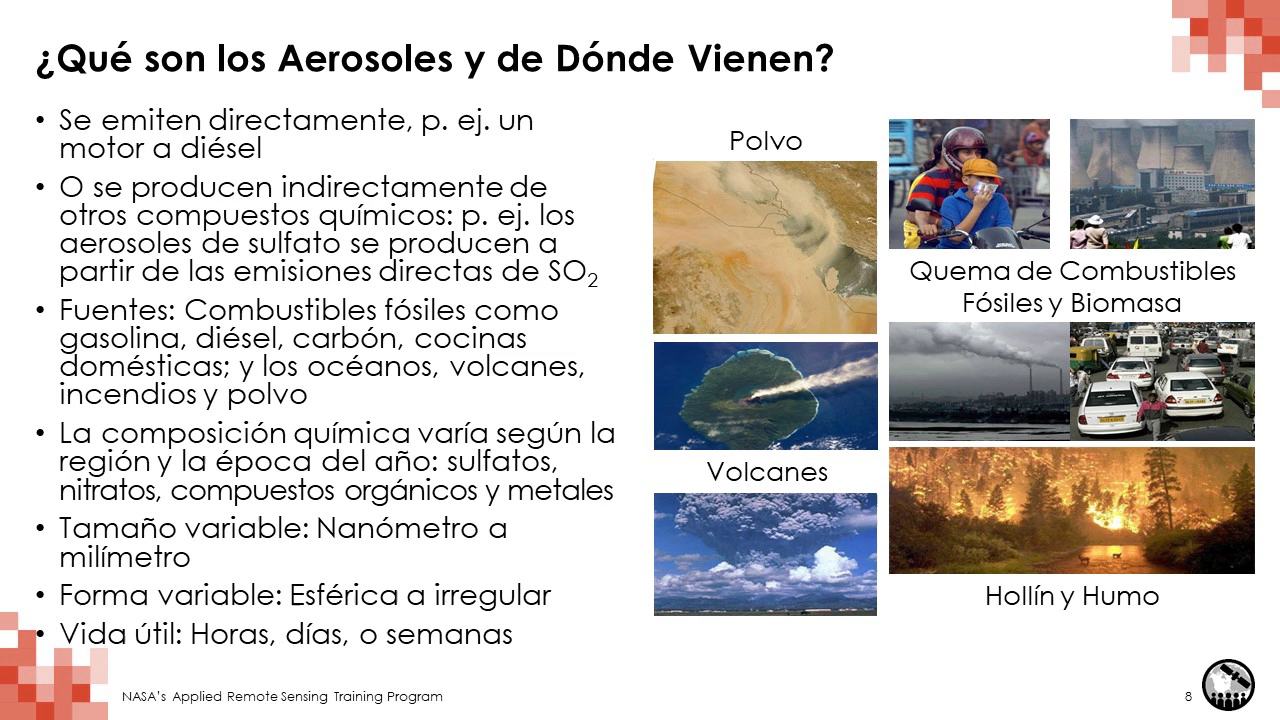 ¿Qué son los Aerosoles y de Dónde Vienen?
• Se emiten directamente, p. ej. un
motor a diésel
• O se producen indirectamente de
otros compuestos químicos: p. ej. los
aerosoles de sulfato se producen a
partir de las emisiones directas de SO₂
• Fuentes: Combustibles fósiles como
gasolina, diésel, carbón, cocinas
domésticas; y los océanos, volcanes,
incendios y polvo
• La composición química varía según la
región y la época del año: sulfatos,
nitratos, compuestos orgánicos y metales
• Tamaño variable: Nanómetro a
milímetro
• Forma variable: Esférica a irregular
• Vida útil: Horas, días, o semanas
Polvo
Volcanes
Quema de Combustibles
Fósiles y Biomasa
Hollín y Humo
NASA's Applied Remote Sensing Training Program
8